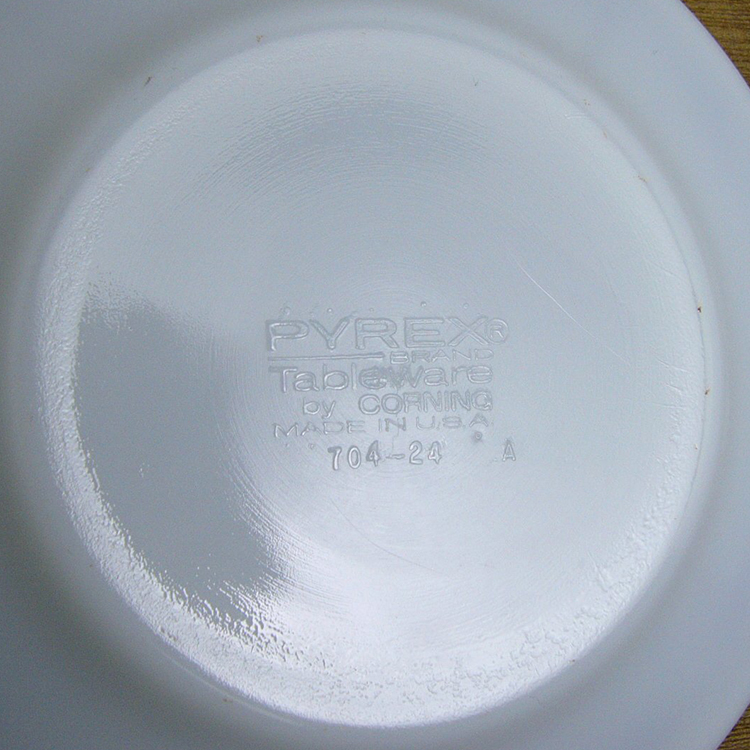 PYREX®
BRAND
Tableware
by CORNING
MADE IN U.S.A.
704-24 A